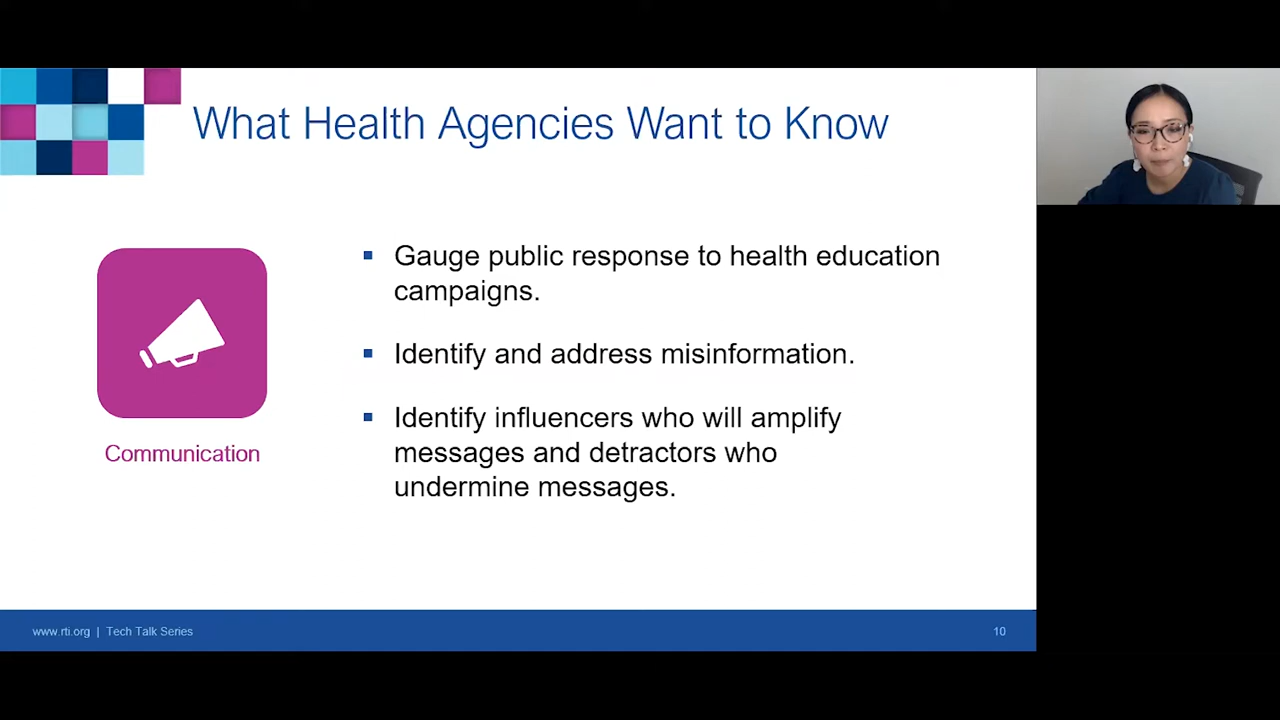 What Health Agencies Want to Know
Gauge public response to health education
campaigns.
Identify and address misinformation.
Identify influencers who will amplify
messages and detractors who
undermine messages.
Communication
www.rti.org | Tech Talk Series
10